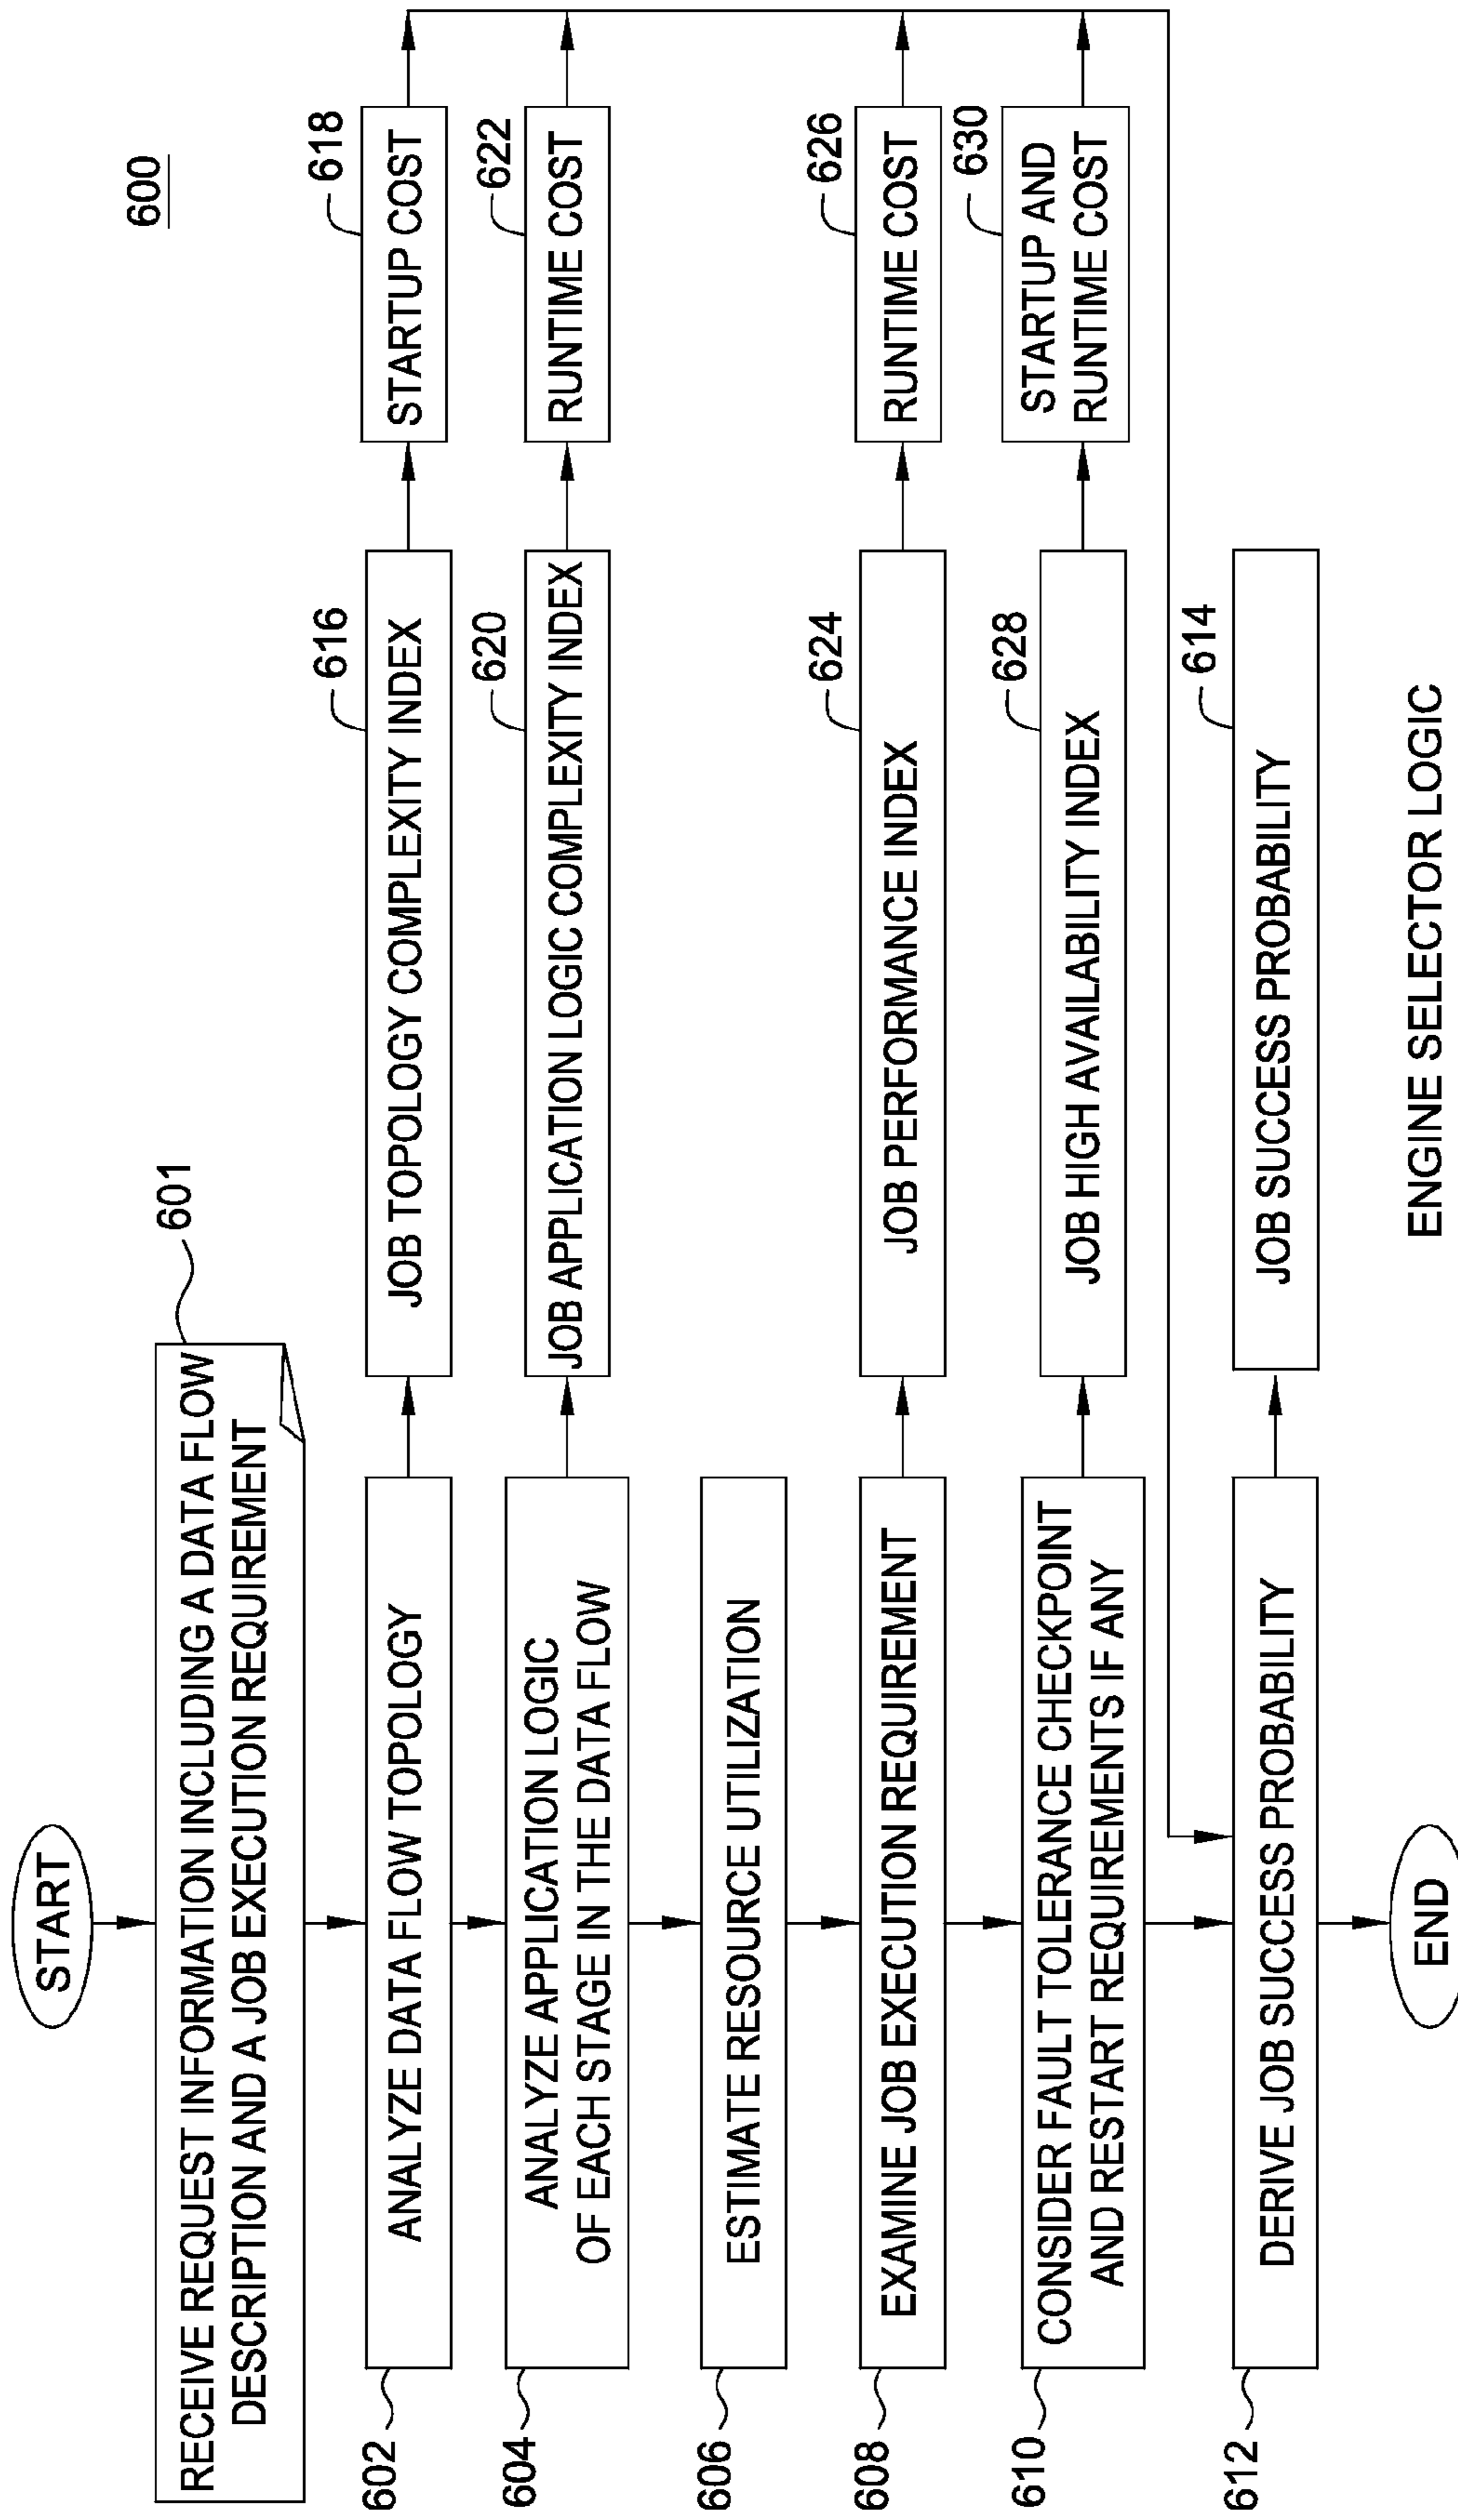 600
START
601
RECEIVE REQUEST INFORMATION INCLUDING A DATA FLOW
DESCRIPTION AND A JOB EXECUTION REQUIREMENT
602
ANALYZE DATA FLOW TOPOLOGY
616
JOB TOPOLOGY COMPLEXITY INDEX
618
STARTUP COST
604
ANALYZE APPLICATION LOGIC
OF EACH STAGE IN THE DATA FLOW
620
JOB APPLICATION LOGIC COMPLEXITY INDEX
622
RUNTIME COST
606
ESTIMATE RESOURCE UTILIZATION
608
EXAMINE JOB EXECUTION REQUIREMENT
624
JOB PERFORMANCE INDEX
626
RUNTIME COST
610
CONSIDER FAULT TOLERANCE CHECKPOINT
AND RESTART REQUIREMENTS IF ANY
628
JOB HIGH AVAILABILITY INDEX
630
STARTUP AND
RUNTIME COST
612
DERIVE JOB SUCCESS PROBABILITY
614
JOB SUCCESS PROBABILITY
END
ENGINE SELECTOR LOGIC